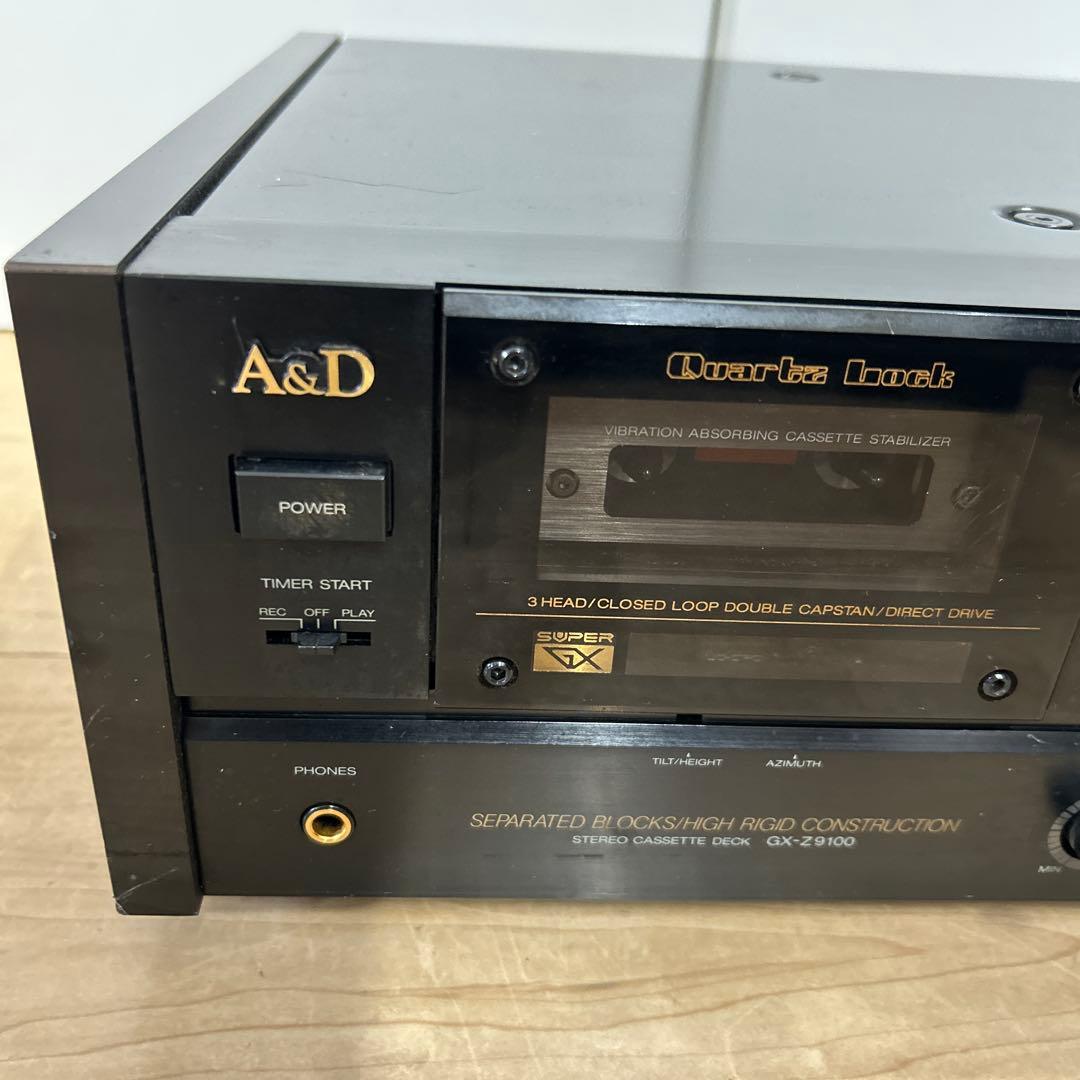 A&D
Quartz Lock
VIBRATION ABSORBING CASSETTE STABILIZER
POWER
TIMER START
REC OFF PLAY
3 HEAD/CLOSED LOOP DOUBLE CAPSTAN/DIRECT DRIVE
SUPER
GX
TILT/HEIGHT AZIMUTH
PHONES
SEPARATED BLOCKS/HIGH RIGID CONSTRUCTION
STEREO CASSETTE DECK GX-Z9100
MIN